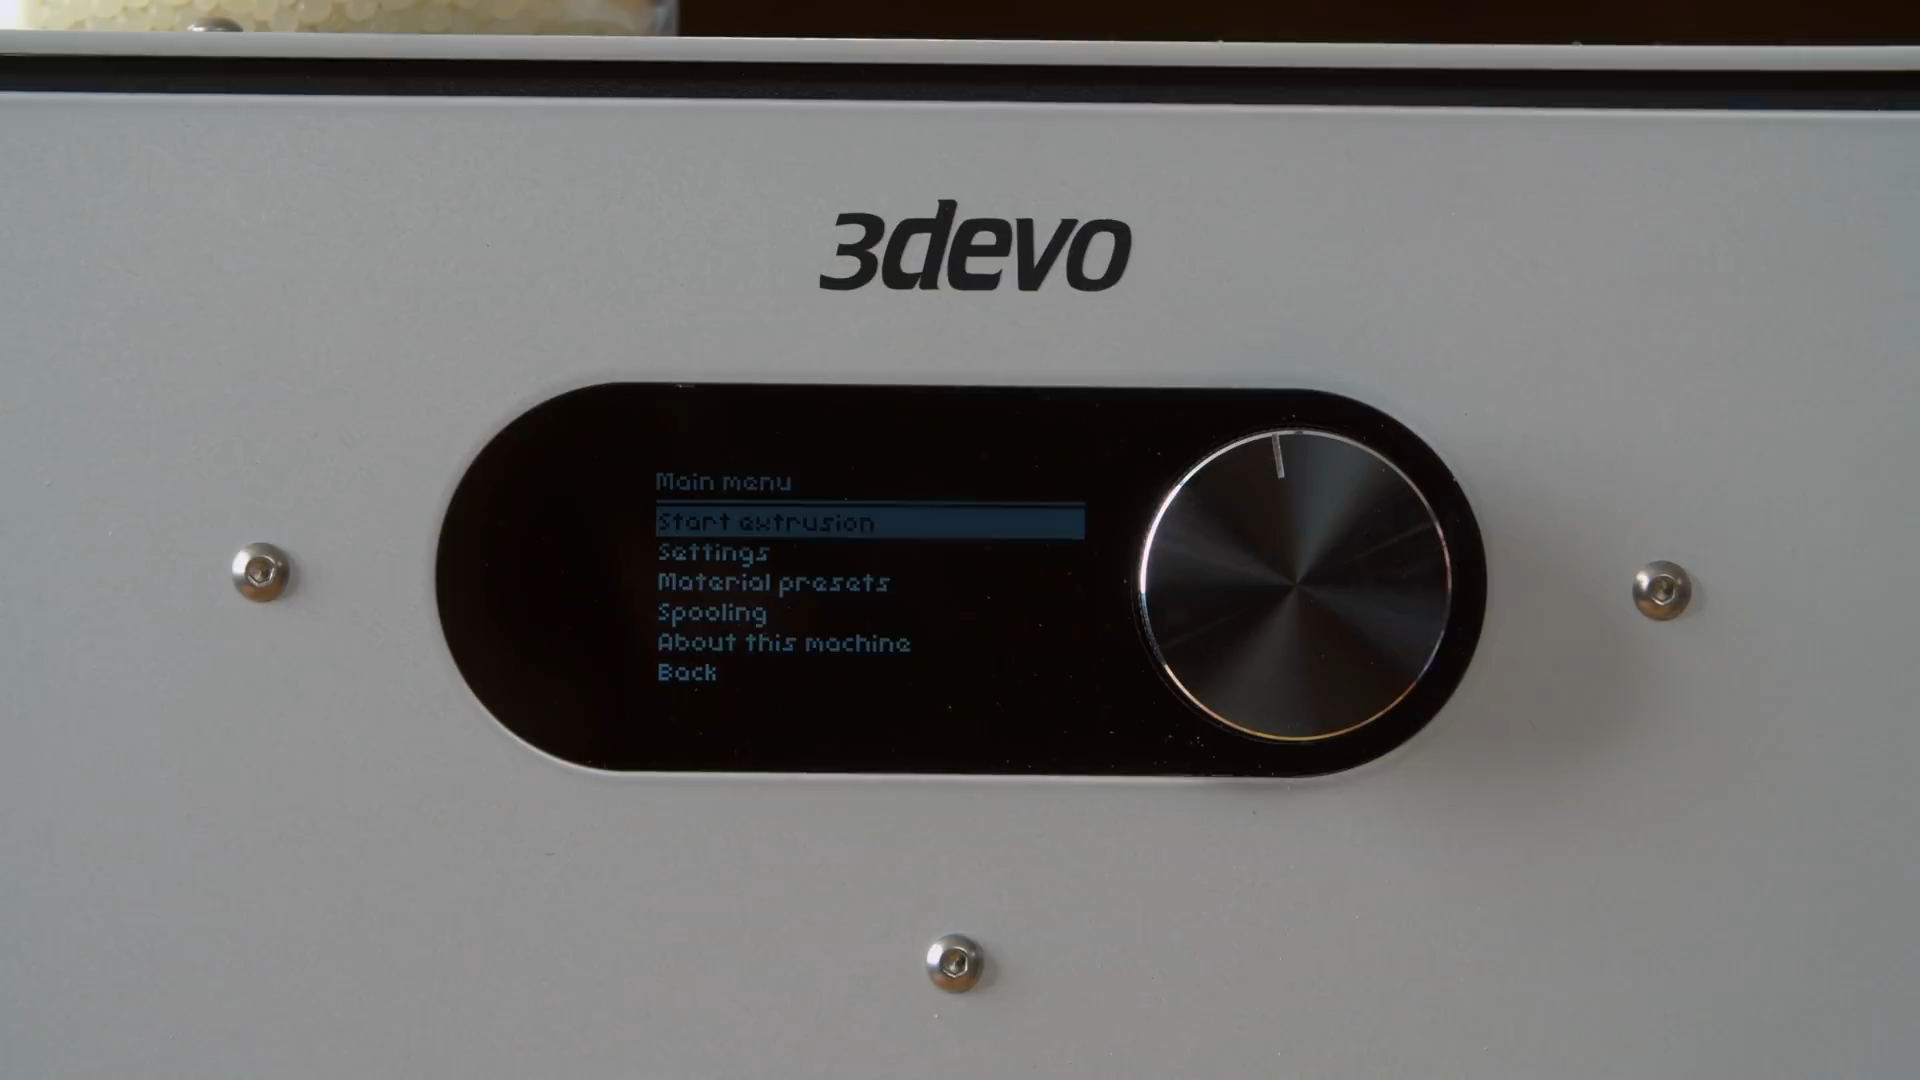 3devo
Main menu
Start extrusion
Settings
Material presets
Spooling
About this machine
Back